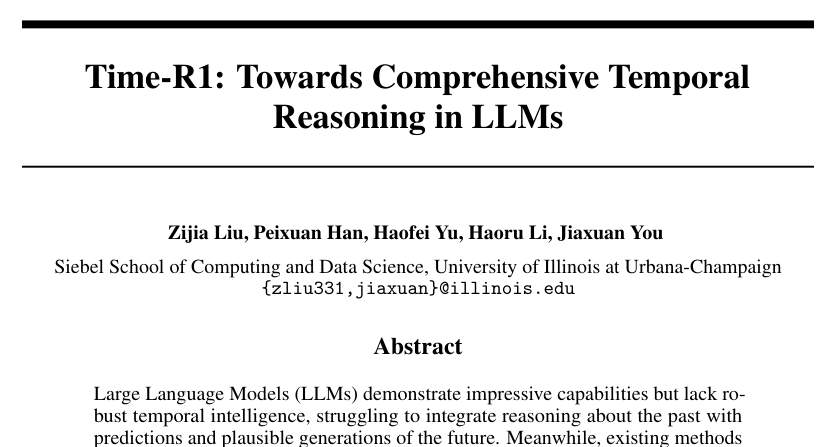 Time-R1: Towards Comprehensive Temporal
Reasoning in LLMs
Zijia Liu, Peixuan Han, Haofei Yu, Haoru Li, Jiaxuan You
Siebel School of Computing and Data Science, University of Illinois at Urbana-Champaign
{zliu331,jiaxuan}@illinois.edu
Abstract
Large Language Models (LLMs) demonstrate impressive capabilities but lack ro-
bust temporal intelligence, struggling to integrate reasoning about the past with
predictions and plausible generations of the future. Meanwhile, existing methods